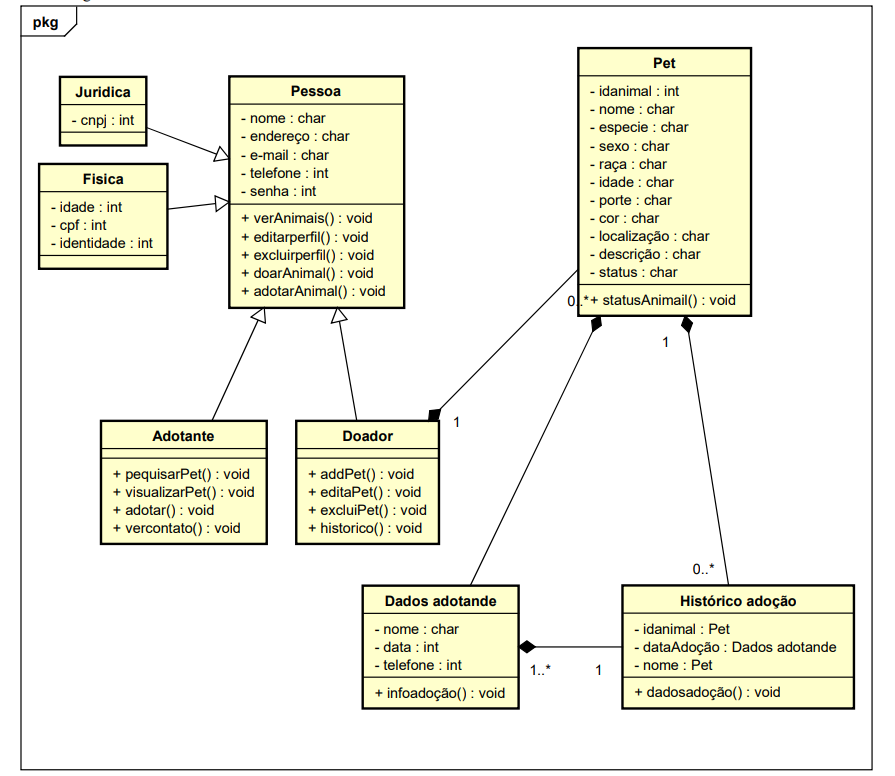 pkg
Juridica
- cnpj : int
Fisica
- idade : int
- cpf : int
- identidade : int
Pessoa
- nome : char
- endereço : char
- e-mail : char
- telefone : int
- senha : int
+ verAnimais() : void
+ editarperfil() : void
+ excluirperfil() : void
+ doarAnimal() : void
+ adotarAnimal() : void
Pet
- idanimal : int
- nome : char
- especie : char
- sexo : char
- raça : char
- idade : char
- porte : char
- cor : char
- localização : char
- descrição : char
- status : char
+ statusAnimail() : void
0..*
1
1
Adotante
+ pequisarPet() : void
+ visualizarPet() : void
+ adotar() : void
+ vercontato() : void
Doador
+ addPet() : void
+ editaPet() : void
+ excluiPet() : void
+ historico() : void
0..*
Dados adotande
- nome : char
- data : int
- telefone : int
+ infoadoção() : void
1..*
1
Histórico adoção
- idanimal : Pet
- dataAdoção : Dados adotande
- nome : Pet
+ dadosadoção() : void